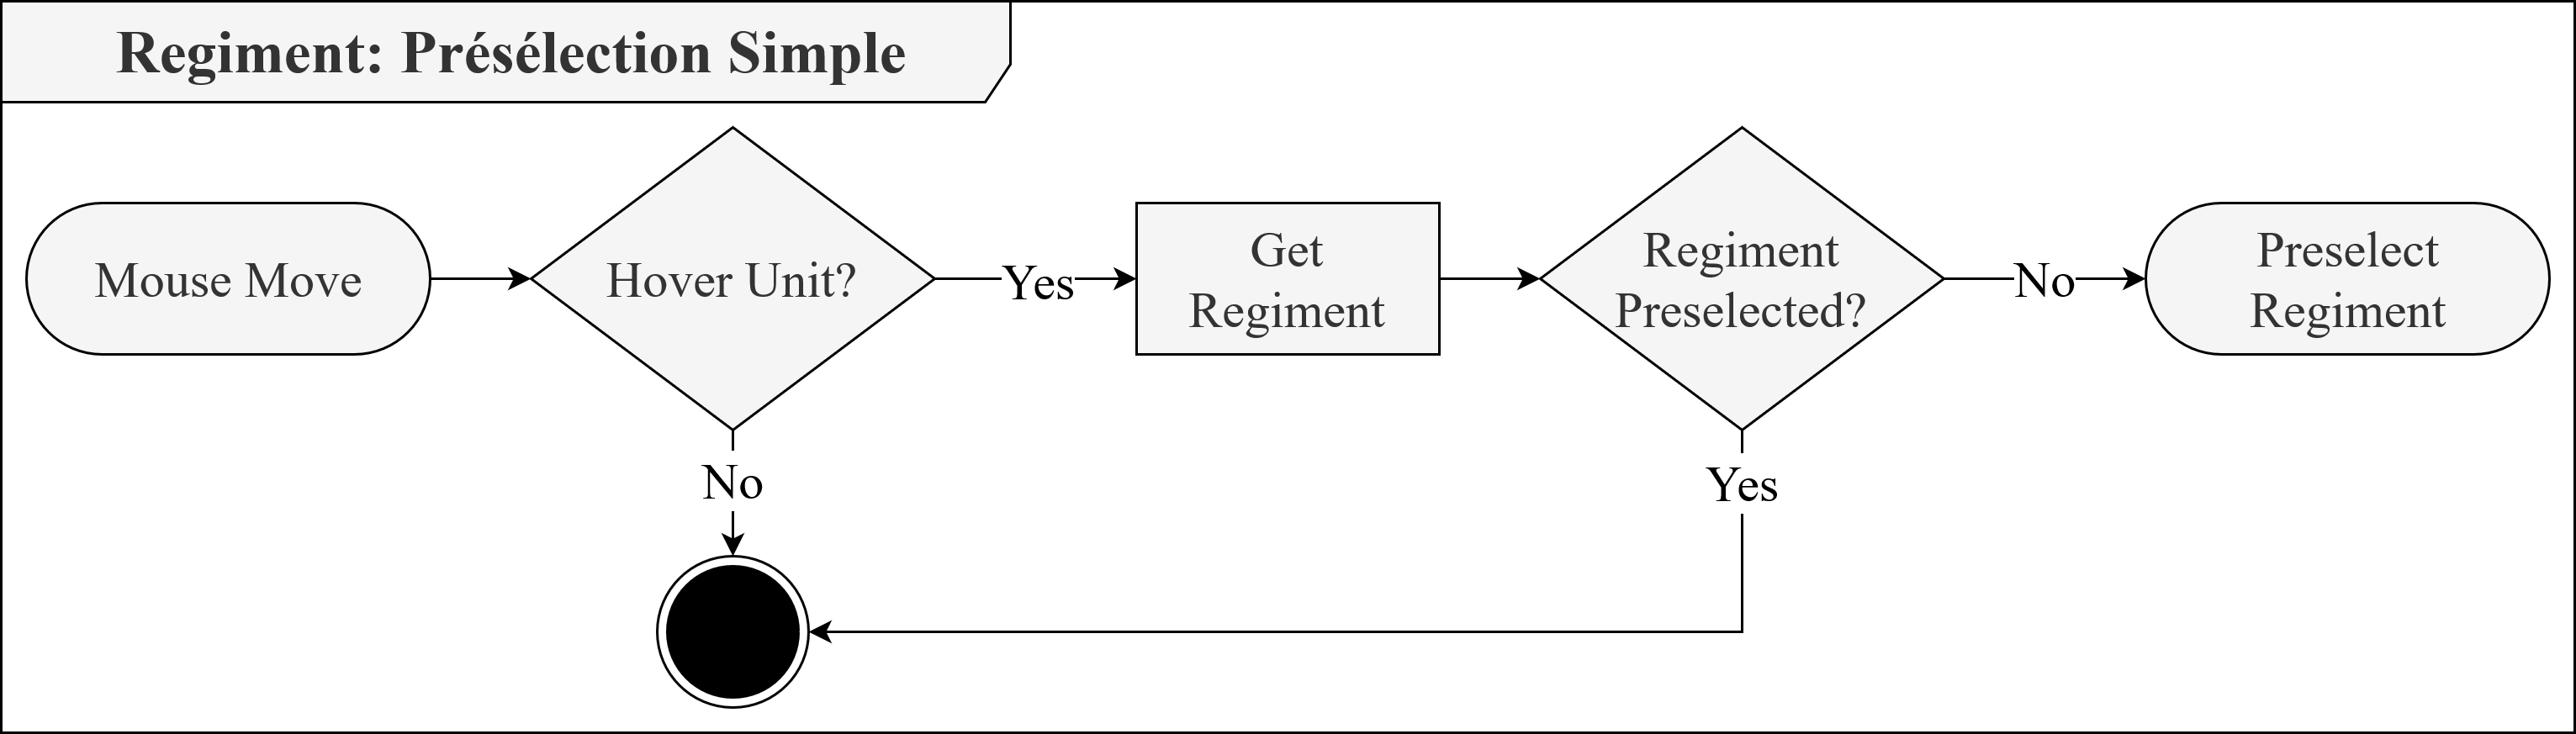 Regiment: Présélection Simple
Mouse Move
Hover Unit?
Yes
Get
Regiment
Regiment
Preselected?
No
Preselect
Regiment
No
Yes